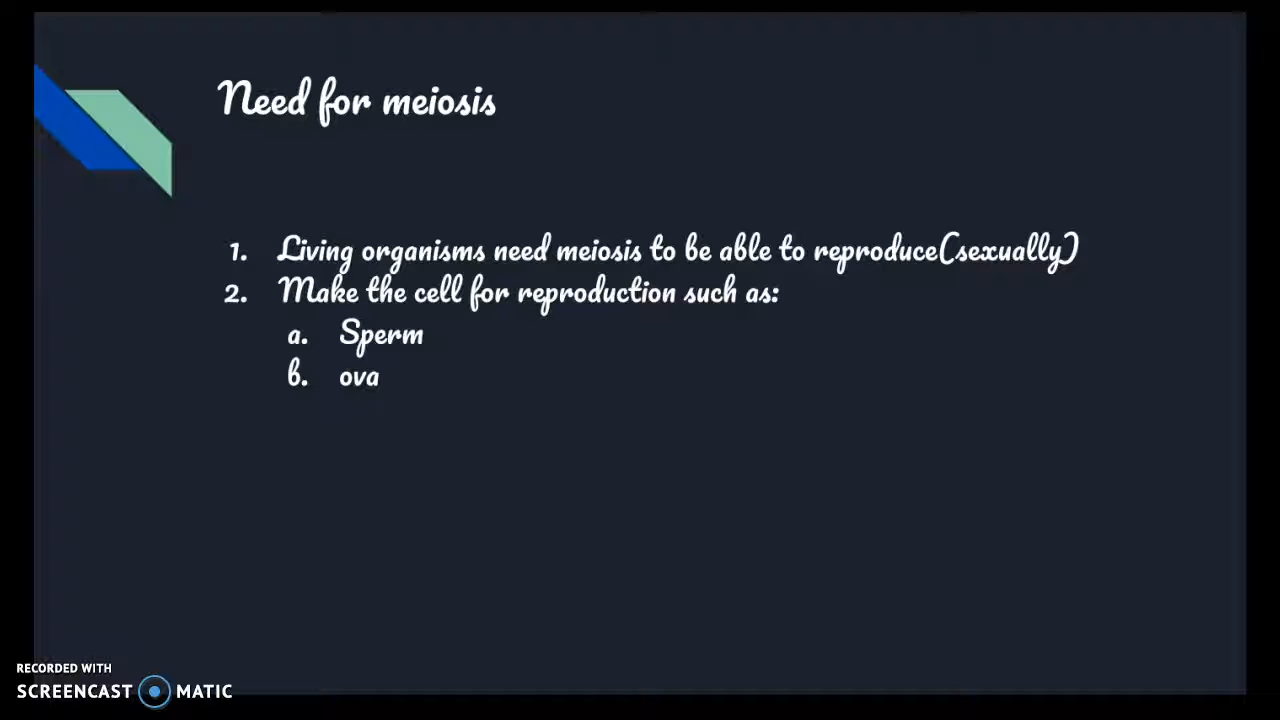 Need for meiosis
1. Living organisms need meiosis to be able to reproduce(sexually)
2. Make the cell for reproduction such as:
a. Sperm
b. ova
RECORDED WITH
SCREENCAST MATIC